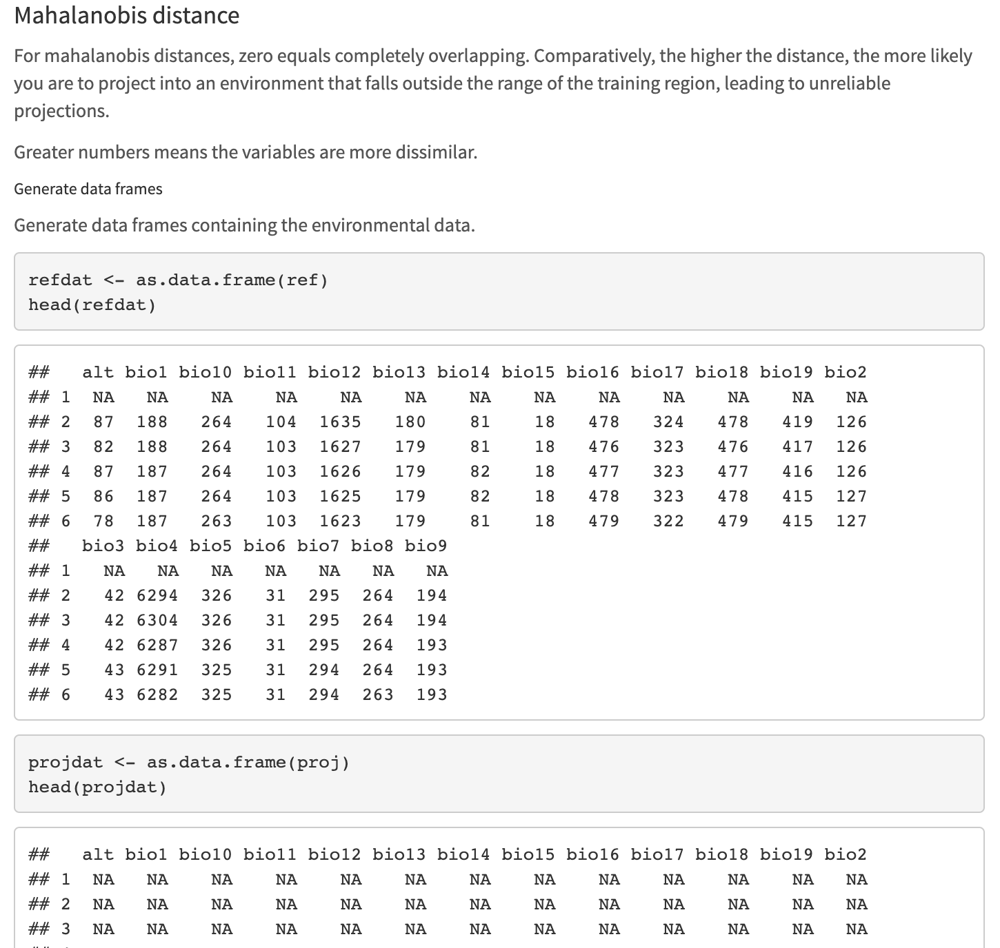 Mahalanobis distance
For mahalanobis distances, zero equals completely overlapping. Comparatively, the higher the distance, the more likely
you are to project into an environment that falls outside the range of the training region, leading to unreliable
projections.
Greater numbers means the variables are more dissimilar.
Generate data frames
Generate data frames containing the environmental data.
refdat <- as.data.frame(ref)
head(refdat)
##   alt bio1 bio10 bio11 bio12 bio13 bio14 bio15 bio16 bio17 bio18 bio19 bio2
## 1  NA   NA    NA    NA    NA    NA    NA    NA    NA    NA    NA    NA   NA
## 2  87  188   264   104  1635   180    81    18   478   324   478   419  126
## 3  82  188   264   103  1627   179    81    18   476   323   476   417  126
## 4  87  187   264   103  1626   179    82    18   477   323   477   416  126
## 5  86  187   264   103  1625   179    82    18   478   323   478   415  127
## 6  78  187   263   103  1623   179    81    18   479   322   479   415  127
##   bio3 bio4 bio5 bio6 bio7 bio8 bio9
## 1   NA   NA   NA   NA   NA   NA   NA
## 2   42 6294  326   31  295  264  194
## 3   42 6304  326   31  295  264  194
## 4   42 6287  326   31  295  264  193
## 5   43 6291  325   31  294  264  193
## 6   43 6282  325   31  294  263  193
projdat <- as.data.frame(proj)
head(projdat)
##   alt bio1 bio10 bio11 bio12 bio13 bio14 bio15 bio16 bio17 bio18 bio19 bio2
## 1  NA   NA    NA    NA    NA    NA    NA    NA    NA    NA    NA    NA   NA
## 2  NA   NA    NA    NA    NA    NA    NA    NA    NA    NA    NA    NA   NA
## 3  NA   NA    NA    NA    NA    NA    NA    NA    NA    NA    NA    NA   NA